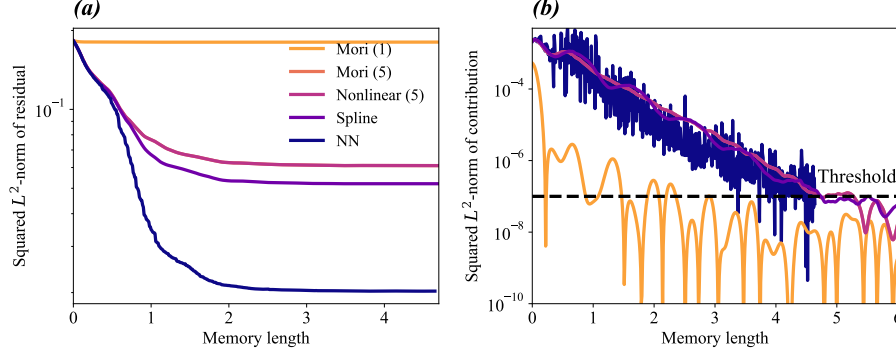 (a)
Squared L²-norm of residual
10⁻¹
Mori (1)
Mori (5)
Nonlinear (5)
Spline
NN
0 1 2 3 4
Memory length
(b)
Squared L²-norm of contribution
10⁻⁴
10⁻⁶
10⁻⁸
10⁻¹⁰
Threshold
0 1 2 3 4 5 6
Memory length